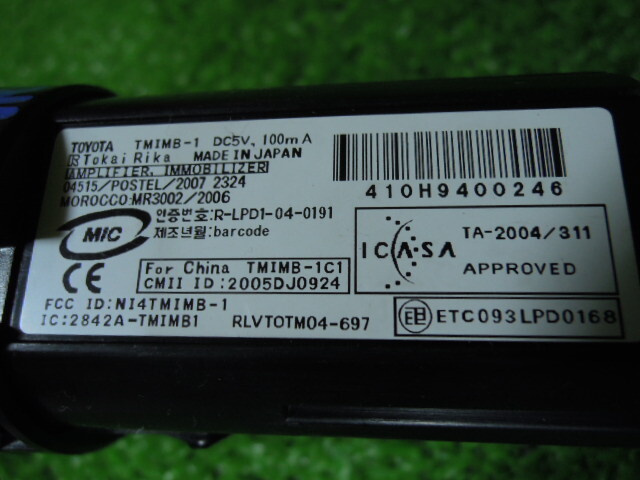 TOYOTA TMIMB-1 DC5V, 100mA
Tokai Rika MADE IN JAPAN
AMPLIFIER, IMMOBILIZER
04515/POSTEL/2007 2324
MOROCCO:MR3002/2006
인증번호:R-LPD1-04-0191
MIC 제조년월:barcode
CE
For China TMIMB-1C1
CMII ID:2005DJ0924
FCC ID:NI4TMIMB-1
IC:2842A-TMIMB1 RLVTOTM04-697
410H9400246
ICASA TA-2004/311
APPROVED
ETC093LPD0168